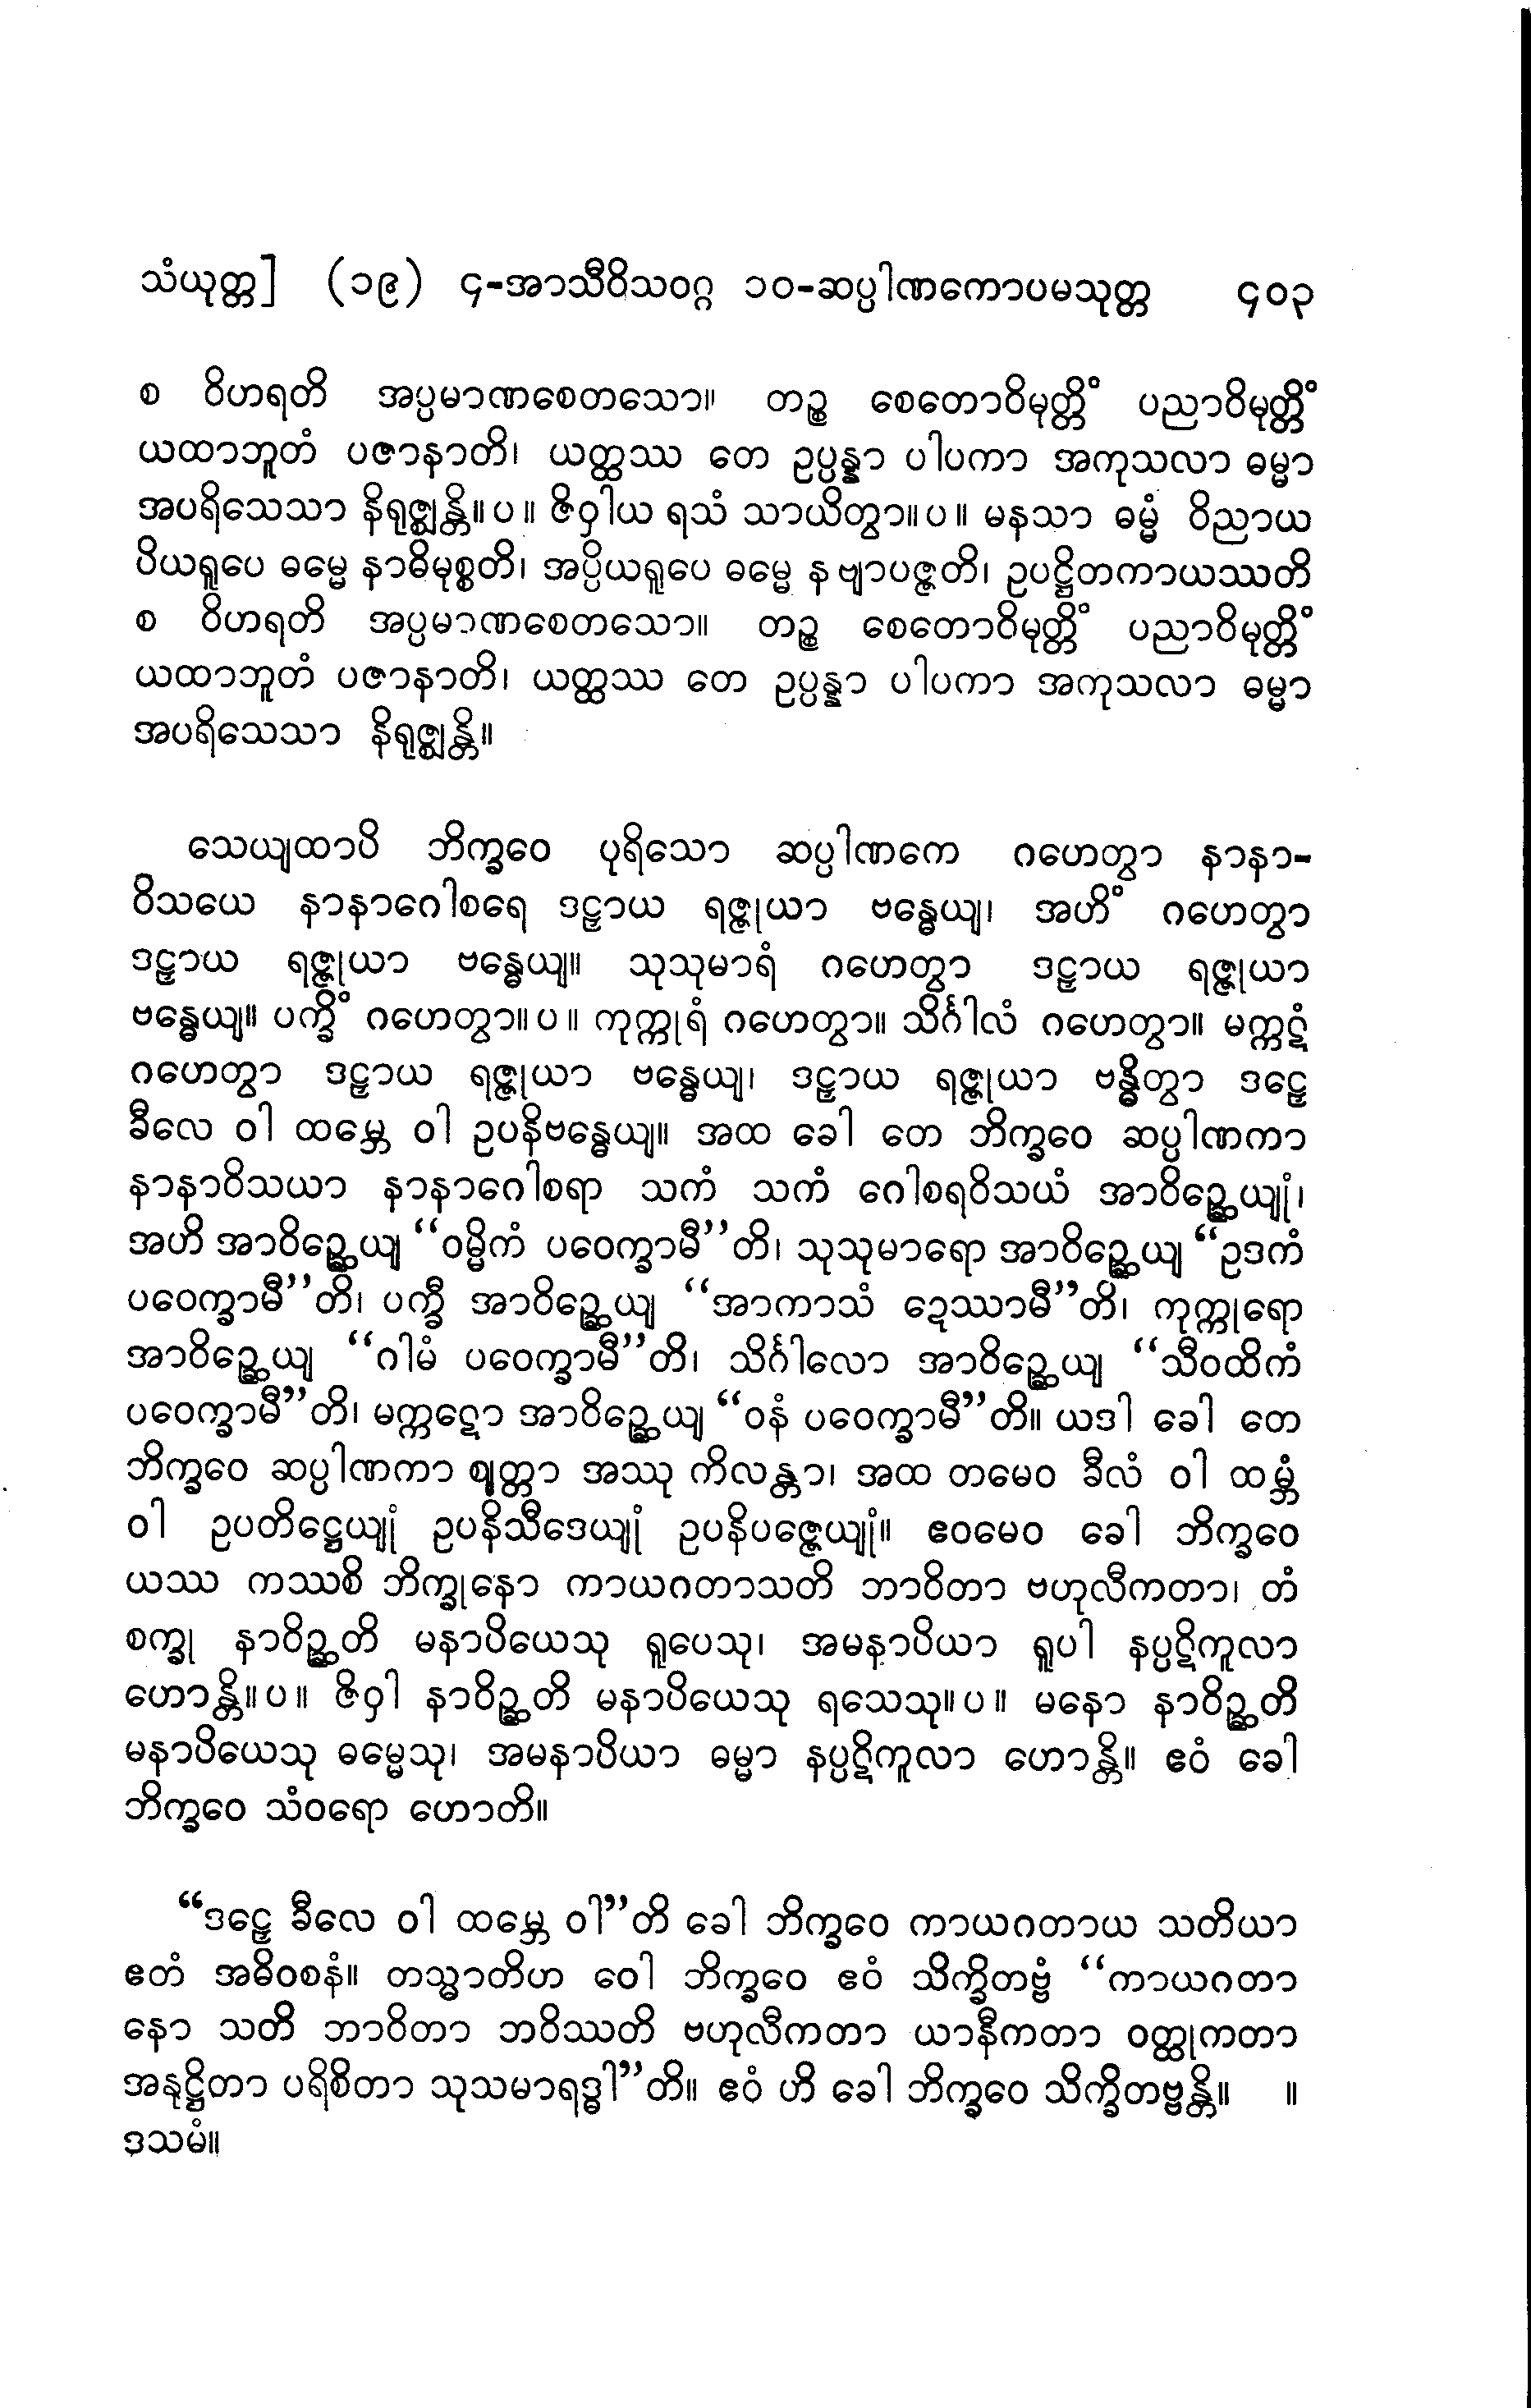 သံယုတ္တ] (၁၉) ၄-အာသီဝိသဝဂ္ဂ ၁၀-ဆပ္ပါဏကောပမသုတ္တ ၄၀၃
စ ဝိဟရတိ အပ္ပမာဏစေတသော။ တဉ္စ စေတောဝိမုတ္တိံ ပညာဝိမုတ္တိံ
ယထာဘူတံ ပဇာနာတိ၊ ယတ္ထဿ တေ ဥပ္ပန္နာ ပါပကာ အကုသလာ ဓမ္မာ
အပရိသေသာ နိရုဇ္ဈန္တိ။ပ။ ဇိဝှါယ ရသံ သာယိတွာ။ပ။ မနသာ ဓမ္မံ ဝိညာယ
ပိယရူပေ ဓမ္မေ နာဓိမုစ္စတိ၊ အပ္ပိယရူပေ ဓမ္မေ န ဗျာပဇ္ဇတိ၊ ဥပဋ္ဌိတကာယဿတိ
စ ဝိဟရတိ အပ္ပမာဏစေတသော။ တဉ္စ စေတောဝိမုတ္တိံ ပညာဝိမုတ္တိံ
ယထာဘူတံ ပဇာနာတိ၊ ယတ္ထဿ တေ ဥပ္ပန္နာ ပါပကာ အကုသလာ ဓမ္မာ
အပရိသေသာ နိရုဇ္ဈန္တိ။
သေယျထာပိ ဘိက္ခဝေ ပုရိသော ဆပ္ပါဏကေ ဂဟေတွာ နာနာ-
ဝိသယေ နာနာဂေါစရေ ဒဠှာယ ရဇ္ဇုယာ ဗန္ဓေယျ၊ အဟိံ ဂဟေတွာ
ဒဠှာယ ရဇ္ဇုယာ ဗန္ဓေယျ။ သုသုမာရံ ဂဟေတွာ ဒဠှာယ ရဇ္ဇုယာ
ဗန္ဓေယျ။ ပက္ခိံ ဂဟေတွာ။ပ။ ကုက္ကုရံ ဂဟေတွာ။ သိင်္ဂါလံ ဂဟေတွာ။ မက္ကဋံ
ဂဟေတွာ ဒဠှာယ ရဇ္ဇုယာ ဗန္ဓေယျ၊ ဒဠှာယ ရဇ္ဇုယာ ဗန္ဓိတွာ ဒဠှေ
ခီလေ ဝါ ထမ္ဘေ ဝါ ဥပနိဗန္ဓေယျ။ အထ ခေါ တေ ဘိက္ခဝေ ဆပ္ပါဏကာ
နာနာဝိသယာ နာနာဂေါစရာ သကံ သကံ ဂေါစရဝိသယံ အာဝိဉ္ဆေယျုံ၊
အဟိ အာဝိဉ္ဆေယျ “ဝမ္မိကံ ပဝေက္ခာမီ”တိ၊ သုသုမာရော အာဝိဉ္ဆေယျ “ဥဒကံ
ပဝေက္ခာမီ”တိ၊ ပက္ခီ အာဝိဉ္ဆေယျ “အာကာသံ ဍေဿာမီ”တိ၊ ကုက္ကုရော
အာဝိဉ္ဆေယျ “ဂါမံ ပဝေက္ခာမီ”တိ၊ သိင်္ဂါလော အာဝိဉ္ဆေယျ “သီဝထိကံ
ပဝေက္ခာမီ”တိ၊ မက္ကဋော အာဝိဉ္ဆေယျ “ဝနံ ပဝေက္ခာမီ”တိ။ ယဒါ ခေါ တေ
ဘိက္ခဝေ ဆပ္ပါဏကာ ဈတ္တာ အဿု ကိလန္တာ၊ အထ တမေဝ ခီလံ ဝါ ထမ္ဘံ
ဝါ ဥပတိဋ္ဌေယျုံ ဥပနိသီဒေယျုံ ဥပနိပဇ္ဇေယျုံ။ ဧဝမေဝ ခေါ ဘိက္ခဝေ
ယဿ ကဿစိ ဘိက္ခုနော ကာယဂတာသတိ ဘာဝိတာ ဗဟုလီကတာ၊ တံ
စက္ခု နာဝိဉ္ဆတိ မနာပိယေသု ရူပေသု၊ အမနာပိယာ ရူပါ နပ္ပဋိကူလာ
ဟောန္တိ။ပ။ ဇိဝှါ နာဝိဉ္ဆတိ မနာပိယေသု ရသေသု။ပ။ မနော နာဝိဉ္ဆတိ
မနာပိယေသု ဓမ္မေသု၊ အမနာပိယာ ဓမ္မာ နပ္ပဋိကူလာ ဟောန္တိ။ ဧဝံ ခေါ
ဘိက္ခဝေ သံဝရော ဟောတိ။
“ဒဠှေ ခီလေ ဝါ ထမ္ဘေ ဝါ”တိ ခေါ ဘိက္ခဝေ ကာယဂတာယ သတိယာ
ဧတံ အဓိဝစနံ။ တသ္မာတိဟ ဝေါ ဘိက္ခဝေ ဧဝံ သိက္ခိတဗ္ဗံ “ကာယဂတာ
နော သတိ ဘာဝိတာ ဘဝိဿတိ ဗဟုလီကတာ ယာနီကတာ ဝတ္ထုကတာ
အနုဋ္ဌိတာ ပရိစိတာ သုသမာရဒ္ဓါ”တိ။ ဧဝံ ဟိ ခေါ ဘိက္ခဝေ သိက္ခိတဗ္ဗန္တိ။ ။
ဒသမံ။